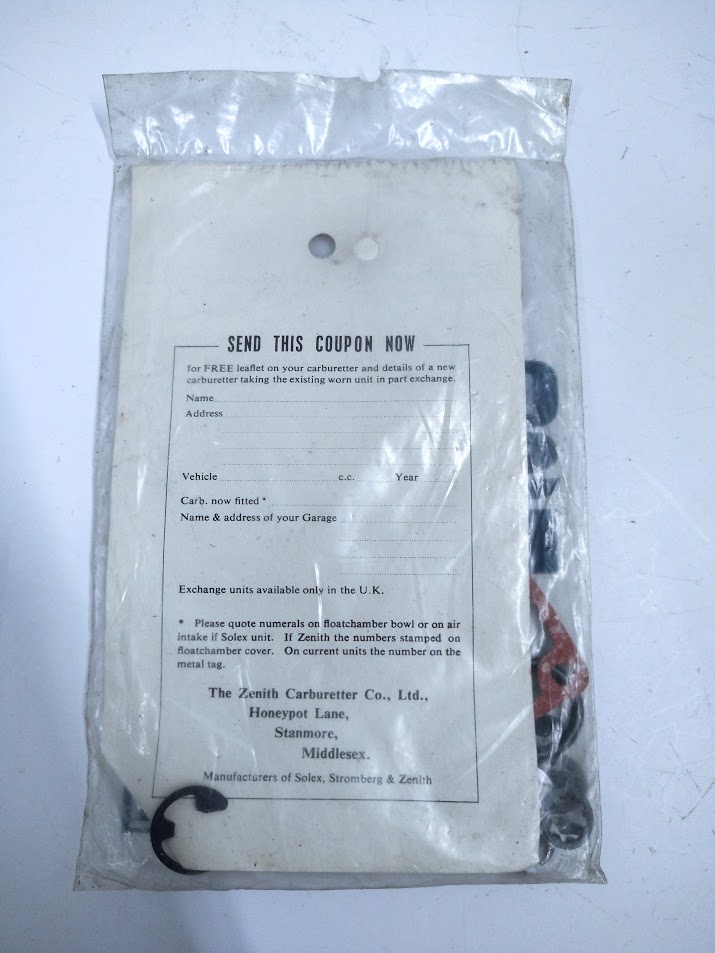 SEND THIS COUPON NOW
for FREE leaflet on your carburetter and details of a new
carburetter taking the existing worn unit in part exchange.
Name
Address
Vehicle c.c. Year
Carb. now fitted *
Name & address of your Garage
Exchange units available only in the U.K.
* Please quote numerals on floatchamber bowl or on air
intake if Solex unit. If Zenith the numbers stamped on
floatchamber cover. On current units the number on the
metal tag.
The Zenith Carburetter Co., Ltd.,
Honeypot Lane,
Stanmore,
Middlesex.
Manufacturers of Solex, Stromberg & Zenith